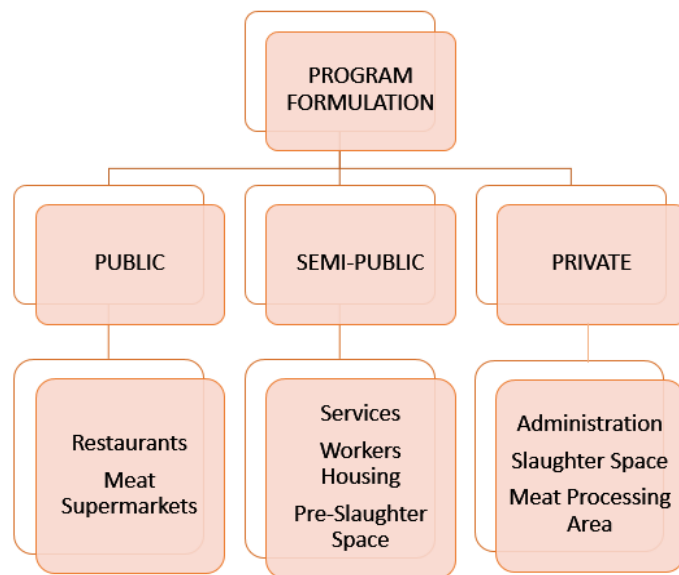 PROGRAM
FORMULATION
PUBLIC
SEMI-PUBLIC
PRIVATE
Restaurants
Meat
Supermarkets
Services
Workers
Housing
Pre-Slaughter
Space
Administration
Slaughter Space
Meat Processing
Area